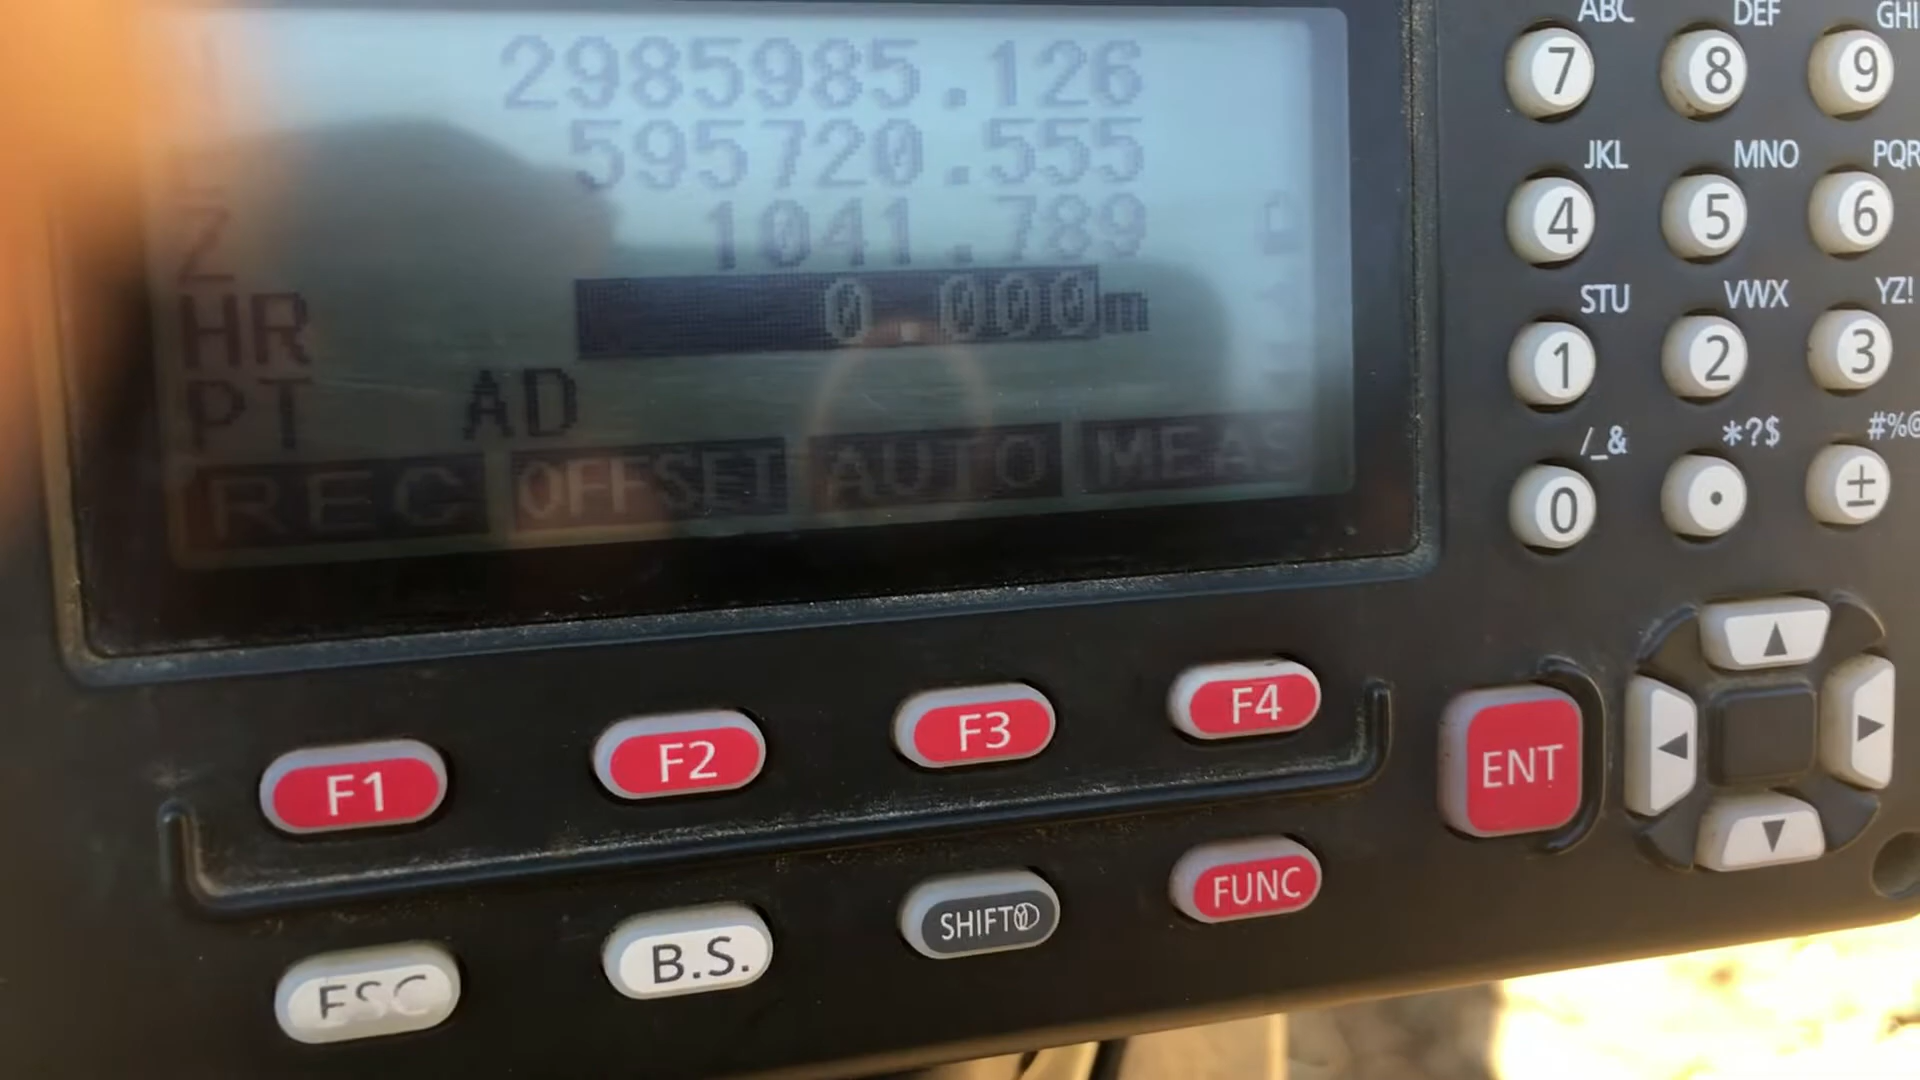 2985985.126
595720.555
Z 1041.789
HR 0.000m
PT AD
REC OFFSET AUTO MEAS
ABC DEF GHI
7 8 9
JKL MNO PQR
4 5 6
STU VWX YZ!
1 2 3
/_& *?$ #%@
0 . ±
F1 F2 F3 F4
ENT
ESC B.S. SHIFT FUNC